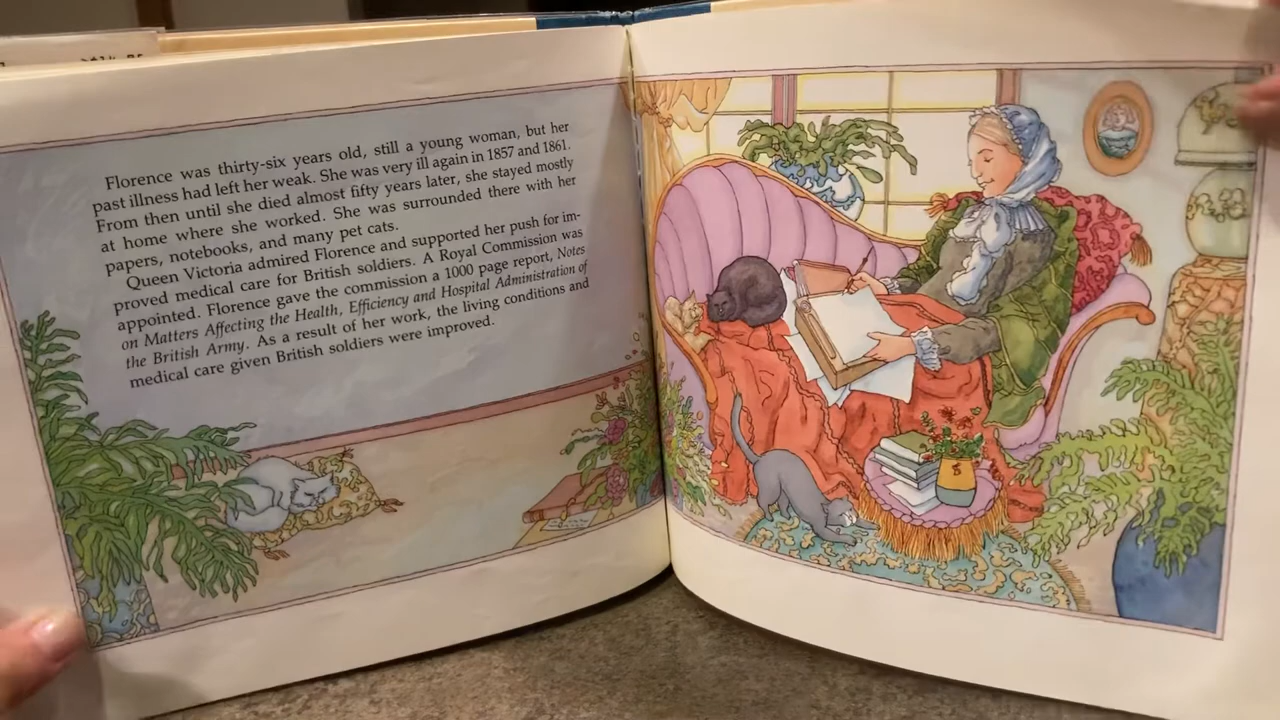 Florence was thirty-six years old, still a young woman, but her
past illness had left her weak. She was very ill again in 1857 and 1861.
From then until she died almost fifty years later, she stayed mostly
at home where she worked. She was surrounded there with her
papers, notebooks, and many pet cats.
Queen Victoria admired Florence and supported her push for im-
proved medical care for British soldiers. A Royal Commission was
appointed. Florence gave the commission a 1000 page report, Notes
on Matters Affecting the Health, Efficiency and Hospital Administration of
the British Army. As a result of her work, the living conditions and
medical care given British soldiers were improved.